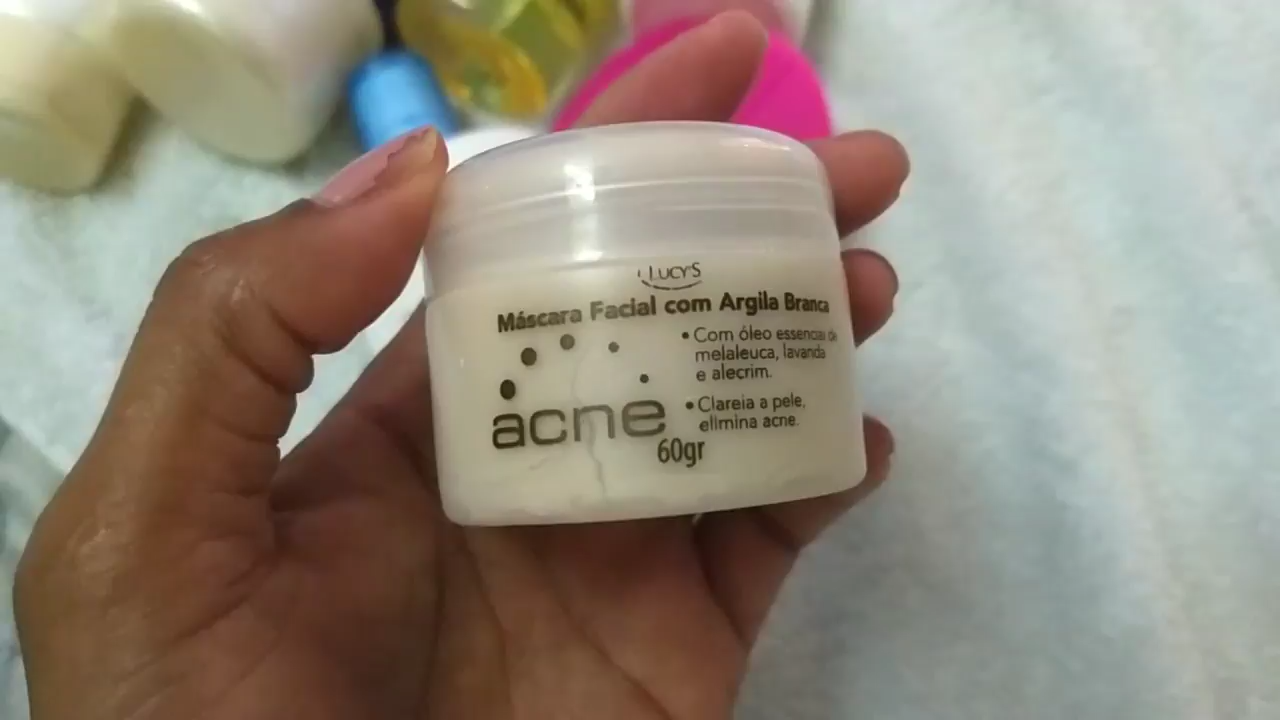 LUCY'S
Máscara Facial com Argila Branca
• Com óleo essencial de
melaleuca, lavanda
e alecrim.
• Clareia a pele,
elimina acne.
acne
60gr